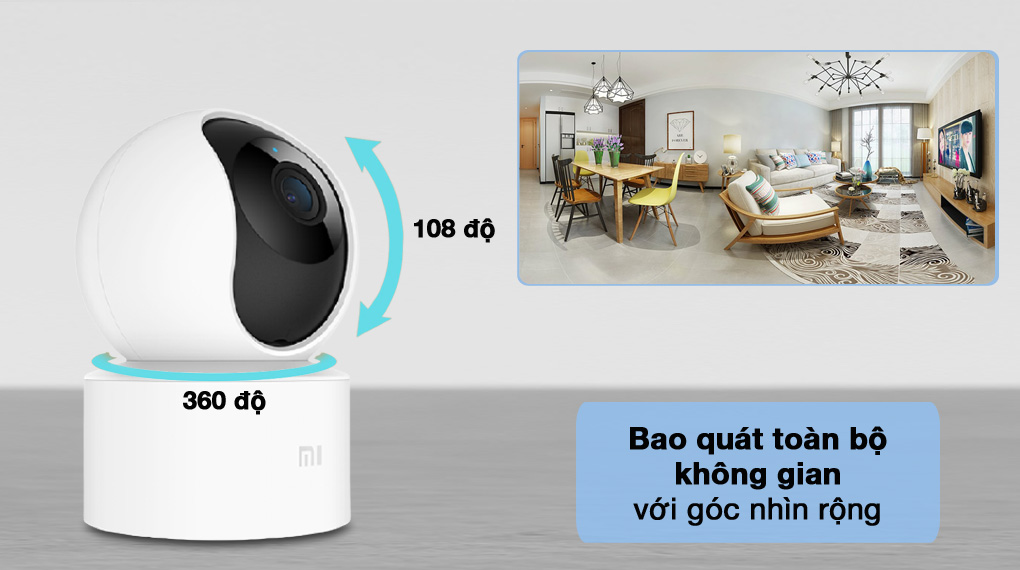 108 độ
360 độ
mi
Bao quát toàn bộ
không gian
với góc nhìn rộng